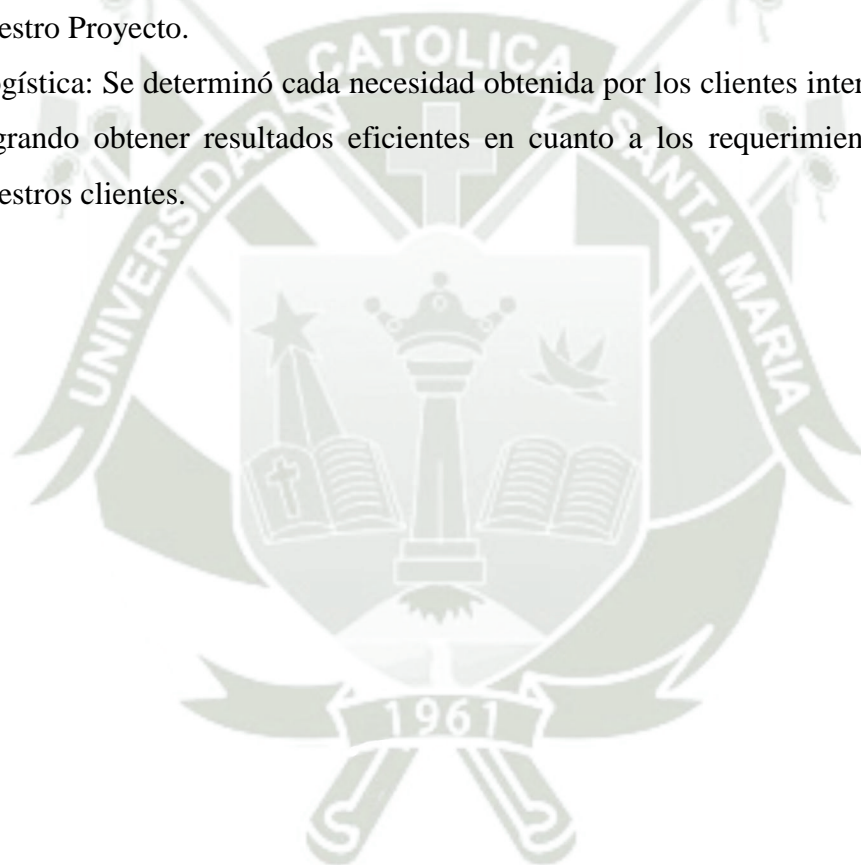 estro Proyecto.
ogística: Se determinó cada necesidad obtenida por los clientes inter
grando obtener resultados eficientes en cuanto a los requerimien
estros clientes.
UNIVERSIDAD CATOLICA SANTA MARIA
1961